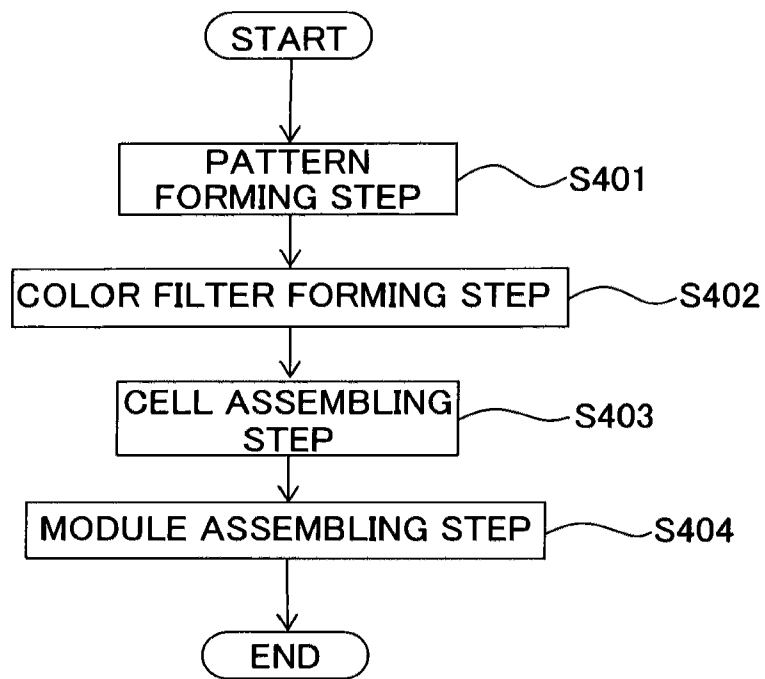 START
PATTERN
FORMING STEP
S401
COLOR FILTER FORMING STEP
S402
CELL ASSEMBLING
STEP
S403
MODULE ASSEMBLING STEP
S404
END